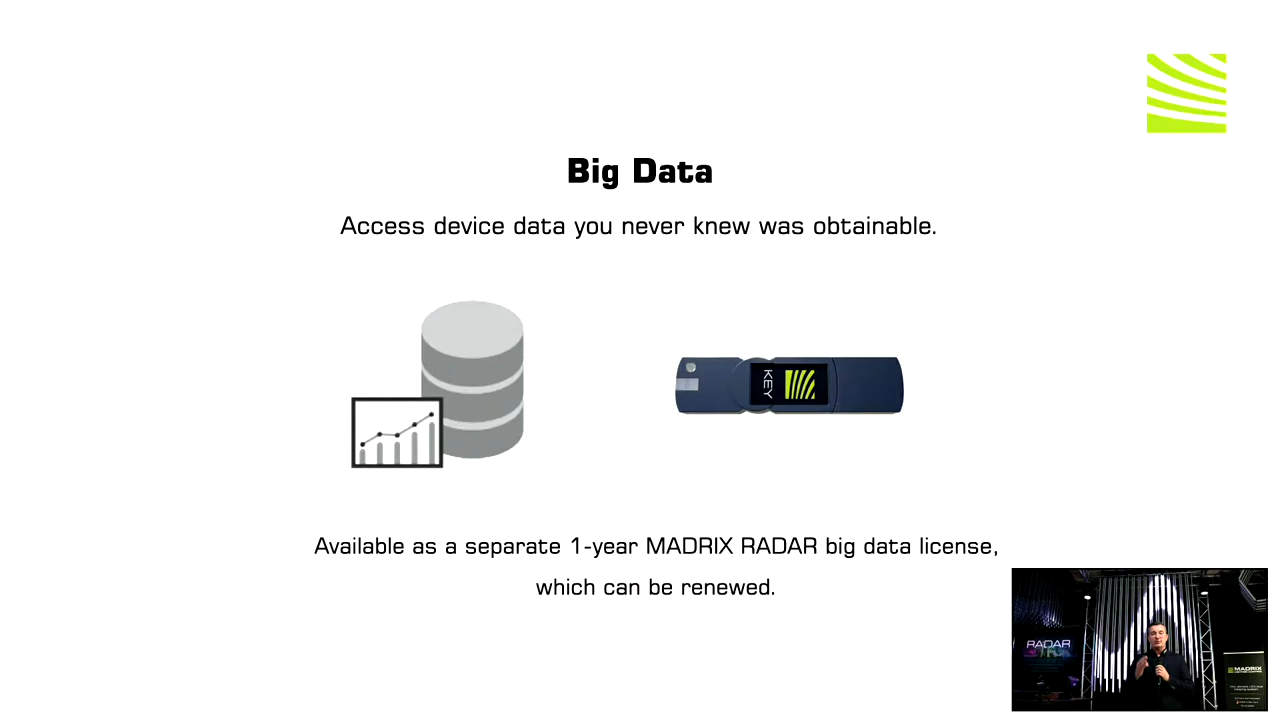 Big Data
Access device data you never knew was obtainable.
KEY
Available as a separate 1-year MADRIX RADAR big data license,
which can be renewed.
RADAR
MADRIX